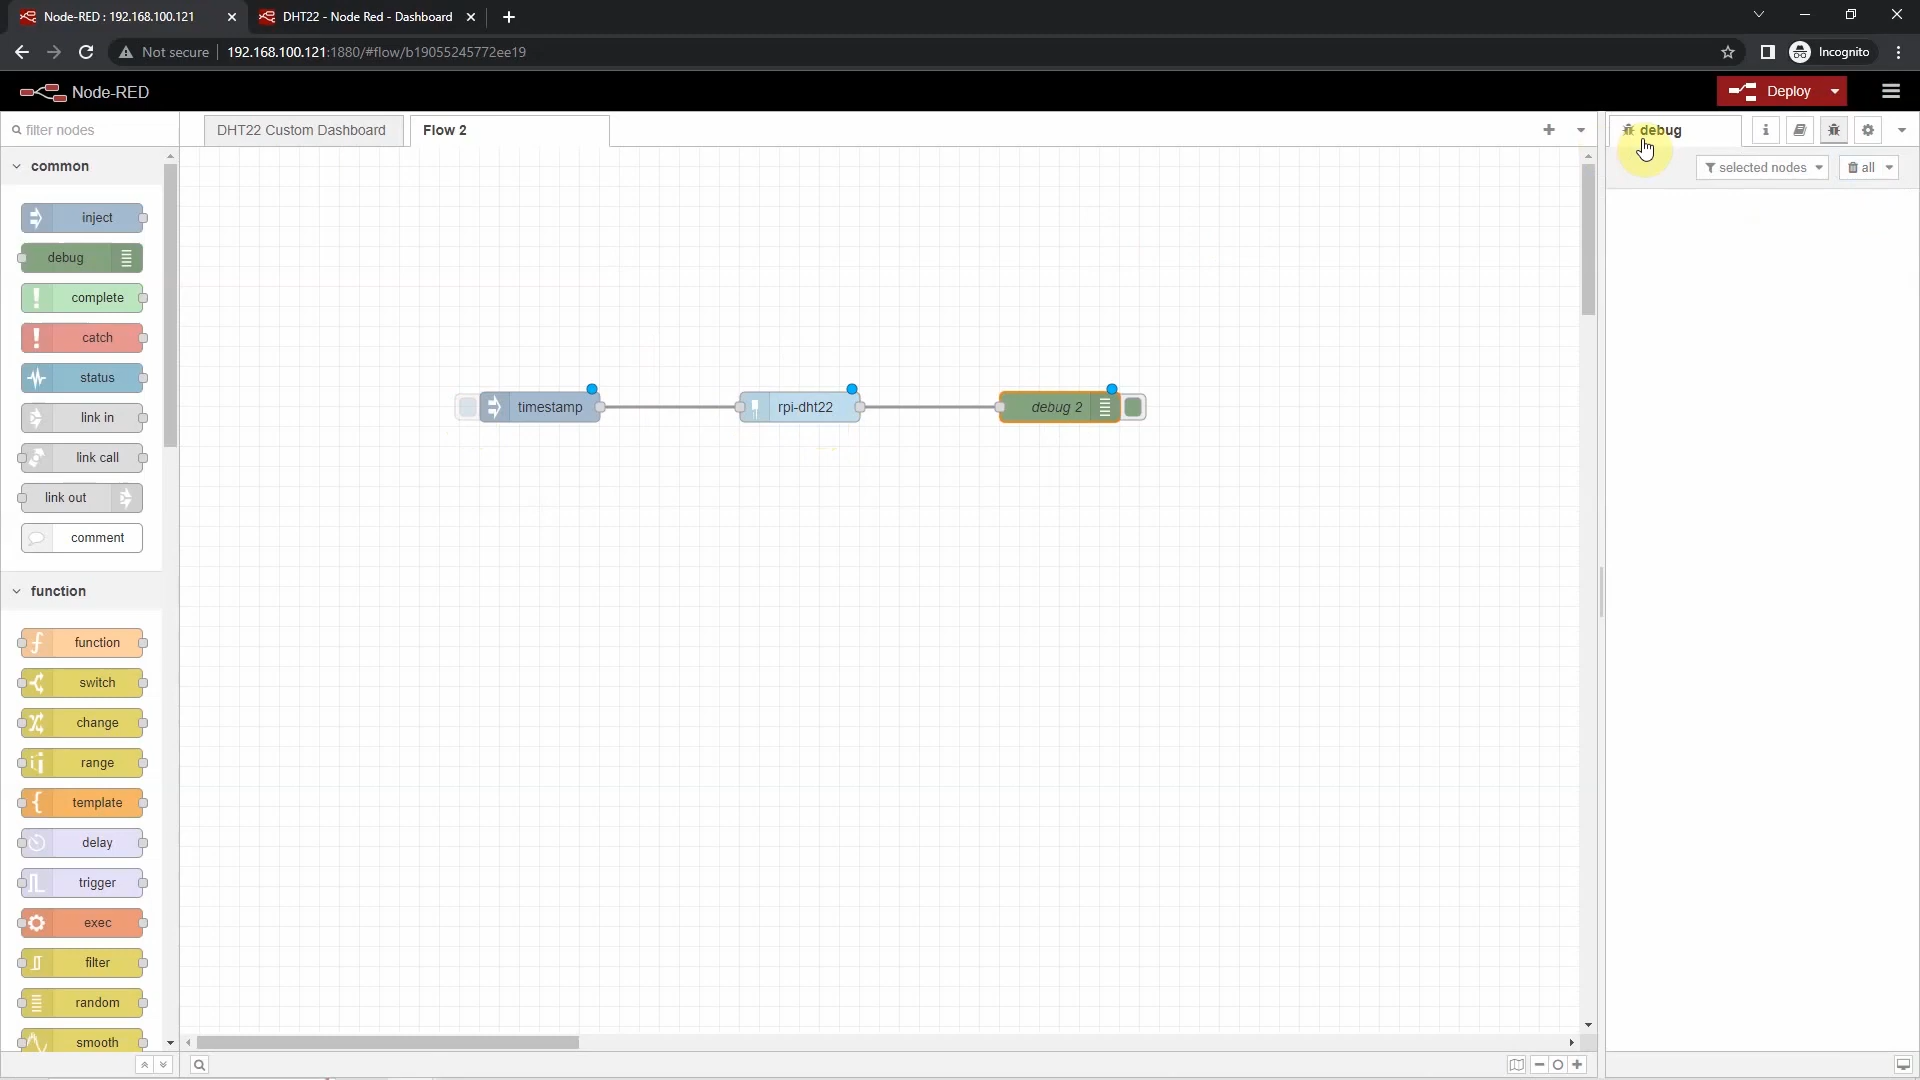 Node-RED : 192.168.100.121
DHT22 - Node Red - Dashboard
Not secure
192.168.100.121:1880/#flow/b19055245772ee19
Incognito
Node-RED
Deploy
filter nodes
DHT22 Custom Dashboard
Flow 2
debug
selected nodes
all
common
inject
debug
complete
catch
status
link in
link call
link out
comment
function
function
switch
change
range
template
delay
trigger
exec
filter
random
smooth
timestamp
rpi-dht22
debug 2